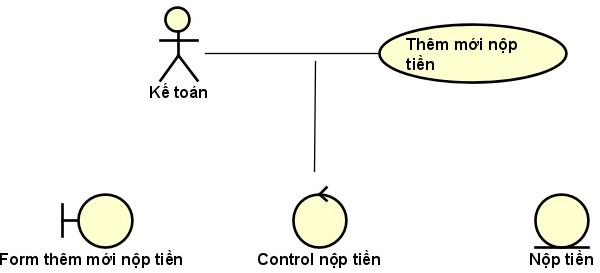 Thêm mới nộp
tiền
Kế toán
Form thêm mới nộp tiền
Control nộp tiền
Nộp tiền